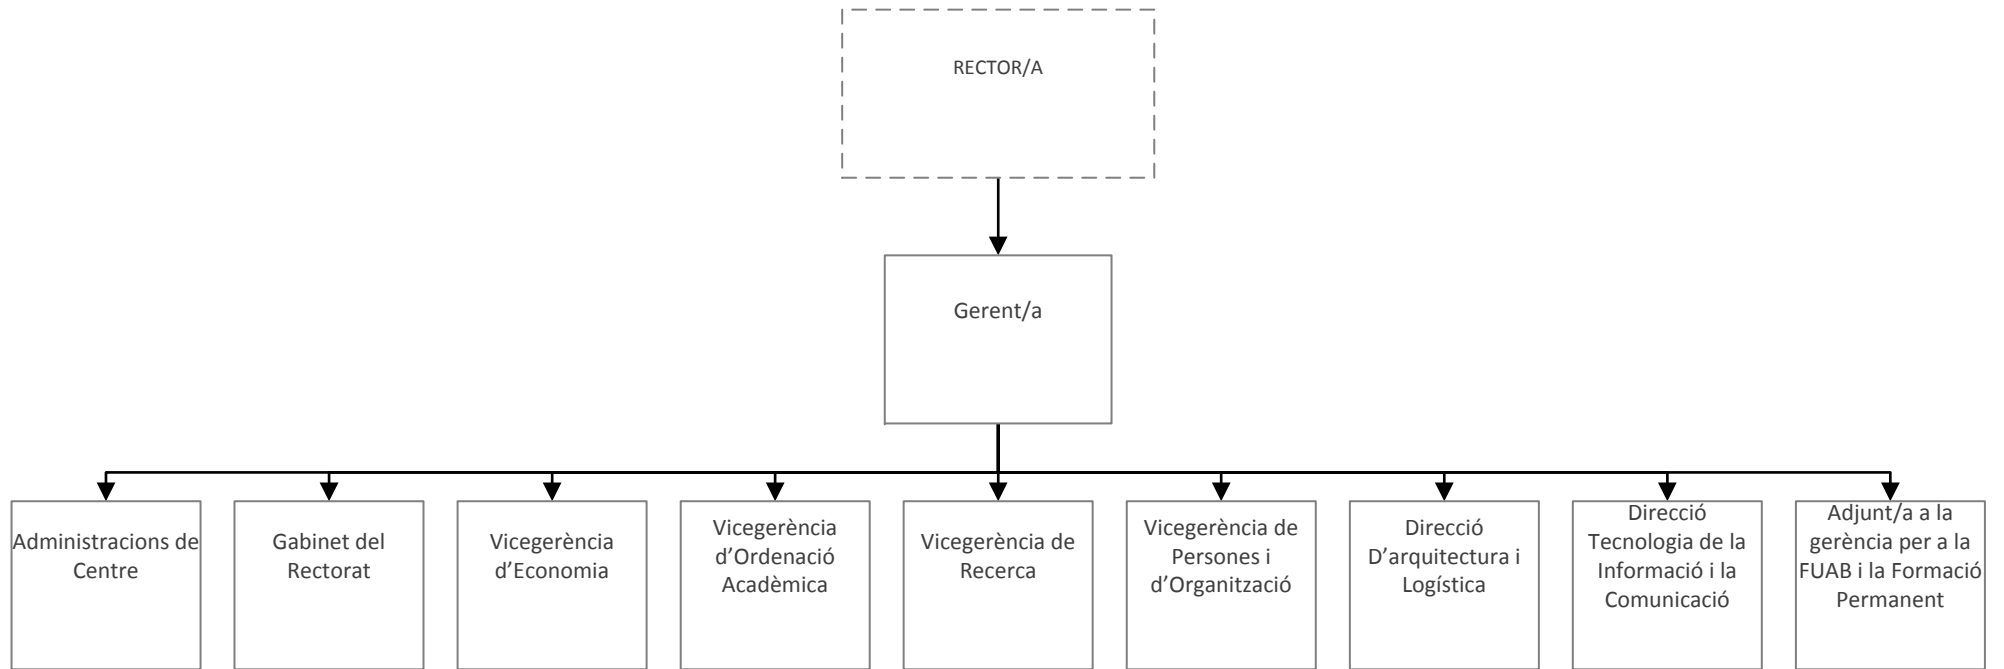 RECTOR/A
Gerent/a
Administracions de
Centre
Gabinet del
Rectorat
Vicegerència
d’Economia
Vicegerència
d’Ordenació
Acadèmica
Vicegerència de
Recerca
Vicegerència de
Persones i
d’Organització
Direcció
D’arquitectura i
Logística
Direcció
Tecnologia de la
Informació i la
Comunicació
Adjunt/a a la
gerència per a la
FUAB i la Formació
Permanent